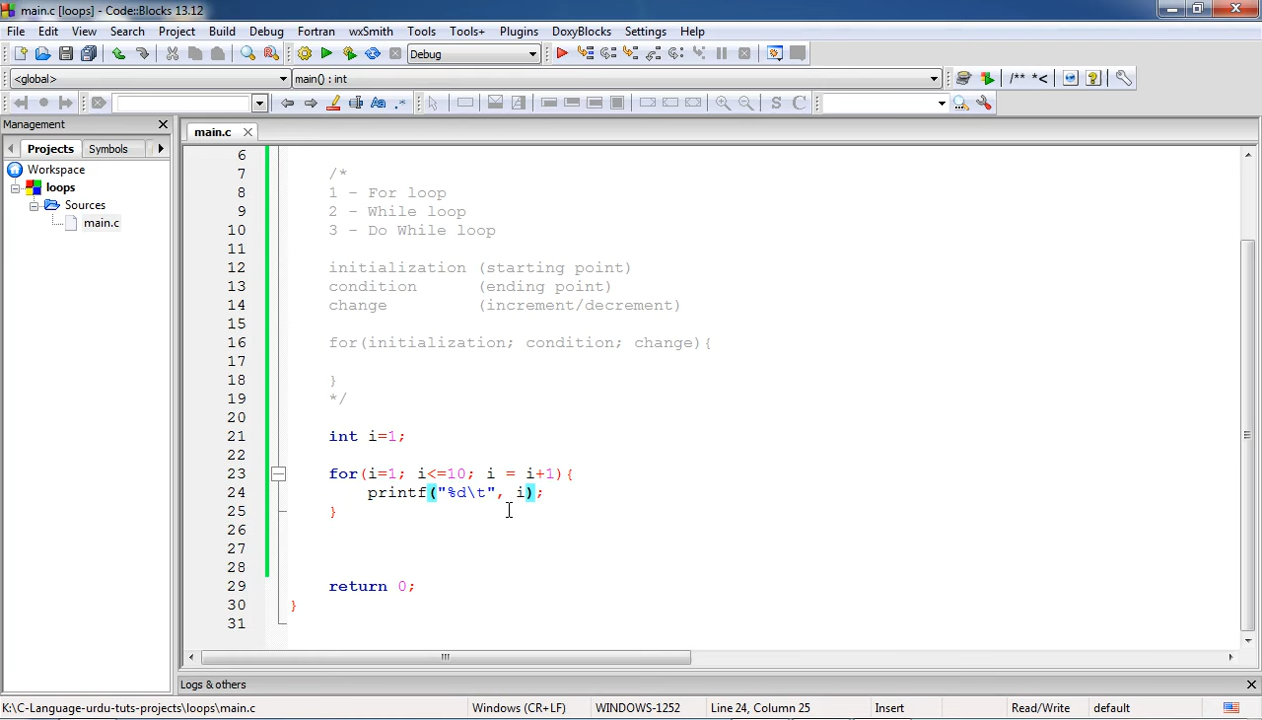 main.c [loops] - Code::Blocks 13.12
File Edit View Search Project Build Debug Fortran wxSmith Tools Tools+ Plugins DoxyBlocks Settings Help
Debug
<global> main() : int
/** *<
S C
Management
main.c
Projects Symbols
Workspace
loops
Sources
main.c
6
7 /*
8 1 - For loop
9 2 - While loop
10 3 - Do While loop
11
12 initialization (starting point)
13 condition (ending point)
14 change (increment/decrement)
15
16 for(initialization; condition; change){
17
18 }
19 */
20
21 int i=1;
22
23 for(i=1; i<=10; i = i+1){
24 printf("%d\t", i);
25 }
26
27
28
29 return 0;
30 }
31
Logs & others
K:\C-Language-urdu-tuts-projects\loops\main.c Windows (CR+LF) WINDOWS-1252 Line 24, Column 25 Insert Read/Write default